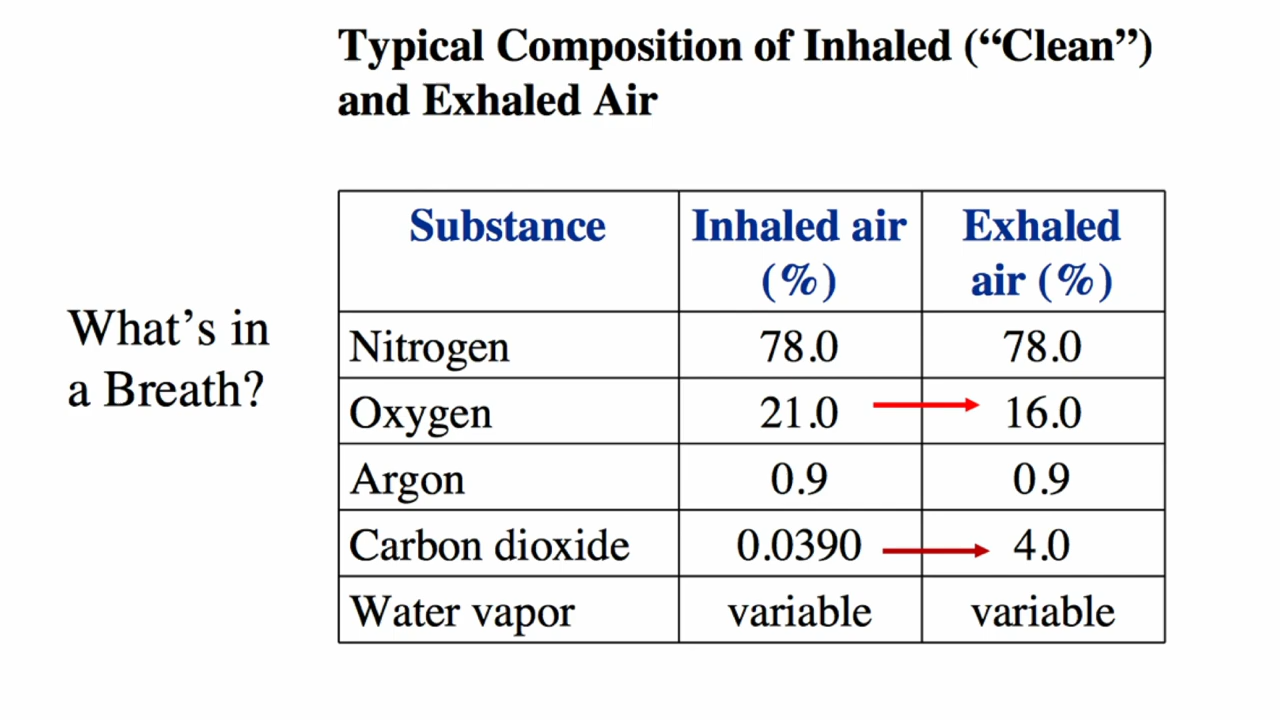 Typical Composition of Inhaled (“Clean”)
and Exhaled Air
What’s in
a Breath?
Substance Inhaled air (%) Exhaled air (%)
Nitrogen 78.0 78.0
Oxygen 21.0 16.0
Argon 0.9 0.9
Carbon dioxide 0.0390 4.0
Water vapor variable variable